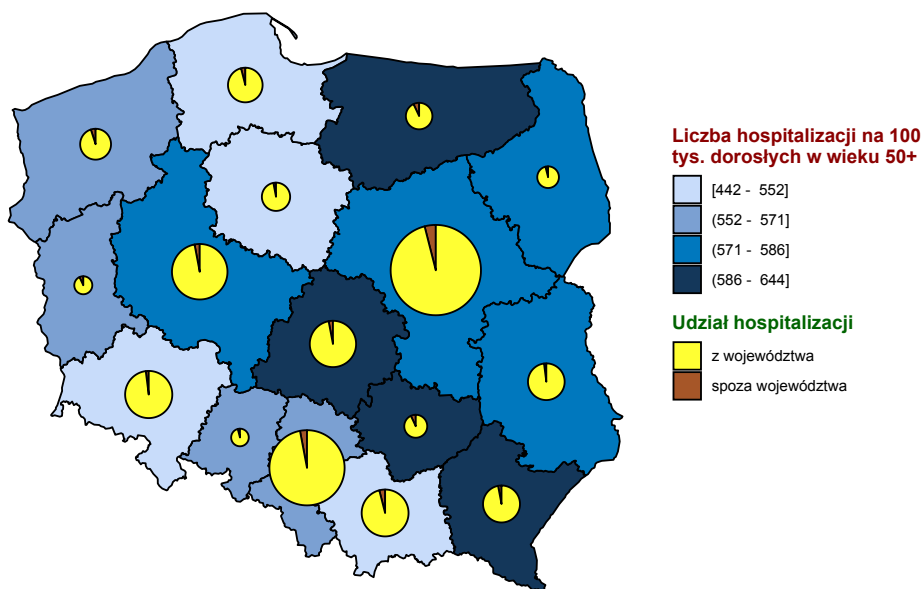 Liczba hospitalizacji na 100
tys. dorosłych w wieku 50+
[442 - 552]
(552 - 571]
(571 - 586]
(586 - 644]
Udział hospitalizacji
z województwa
spoza województwa